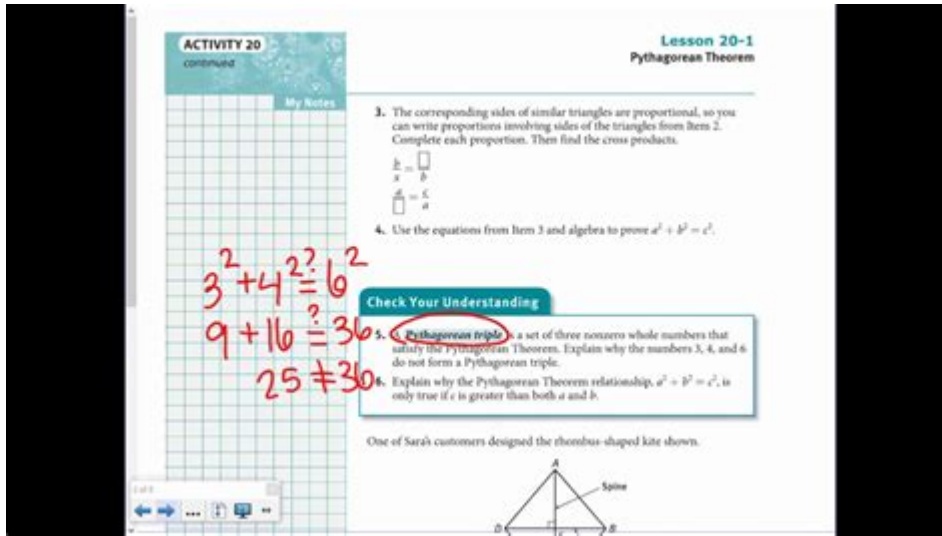 ACTIVITY 20
continued
My Notes
Lesson 20-1
Pythagorean Theorem
3. The corresponding sides of similar triangles are proportional, so you
can write proportions involving sides of the triangles from Item 2.
Complete each proportion. Then find the cross products.
b/x = □/b
a/□ = c/a
4. Use the equations from Item 3 and algebra to prove a² + b² = c².
3² + 4² ≟ 6²
9 + 16 ≟ 36
25 ≠ 36
Check Your Understanding
5. A Pythagorean triple is a set of three nonzero whole numbers that
satisfy the Pythagorean Theorem. Explain why the numbers 3, 4, and 6
do not form a Pythagorean triple.
6. Explain why the Pythagorean Theorem relationship, a² + b² = c², is
only true if c is greater than both a and b.
One of Sara's customers designed the rhombus-shaped kite shown.
A
Spine
D
B